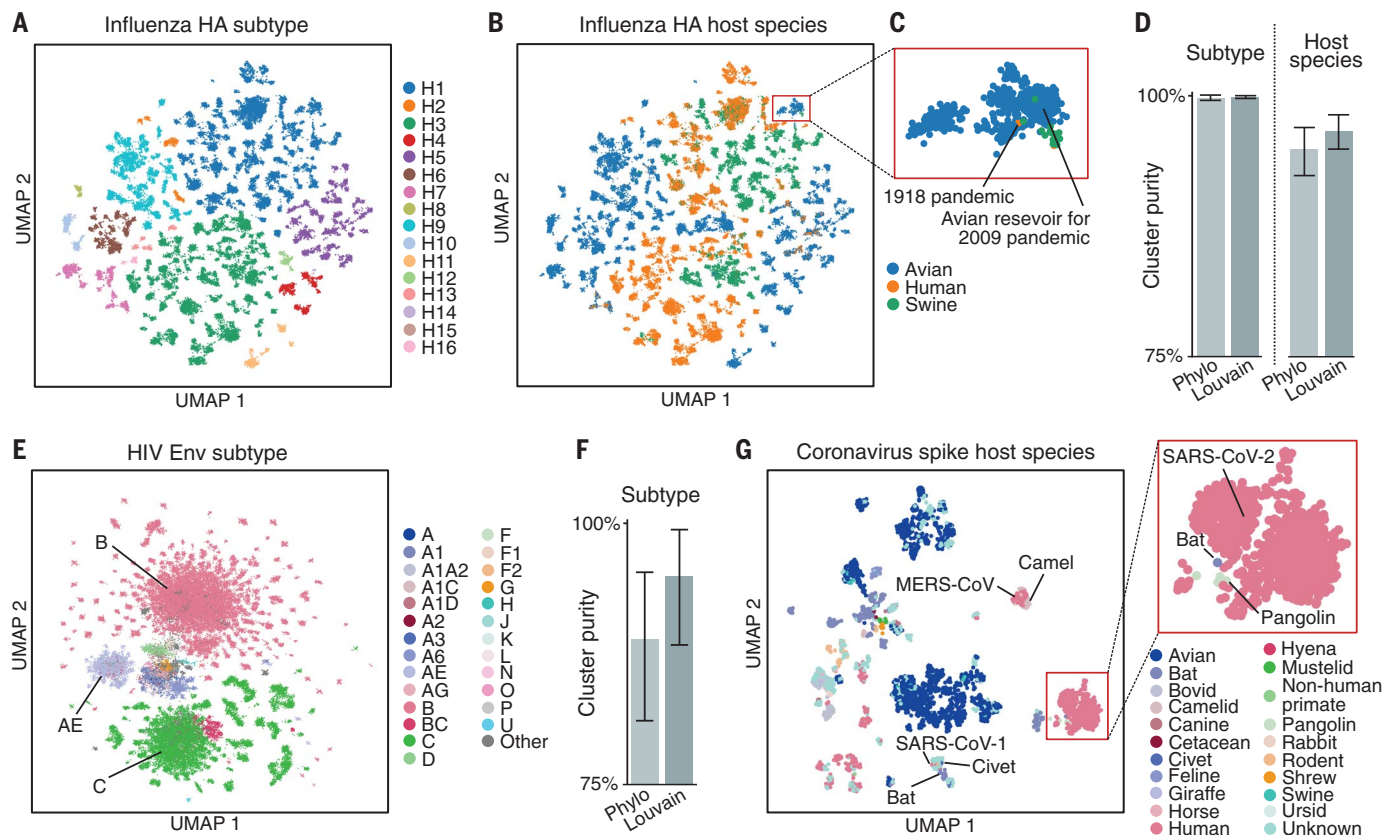 A
Influenza HA subtype
UMAP 2
UMAP 1
H1
H2
H3
H4
H5
H6
H7
H8
H9
H10
H11
H12
H13
H14
H15
H16
B
Influenza HA host species
UMAP 2
UMAP 1
C
1918 pandemic
Avian resevoir for
2009 pandemic
Avian
Human
Swine
D
Subtype
Host
species
100%
Cluster purity
75%
Phylo
Louvain
Phylo
Louvain
E
HIV Env subtype
B
AE
C
UMAP 2
UMAP 1
A
A1
A1A2
A1C
A1D
A2
A3
A6
AE
AG
B
BC
C
D
F
F1
F2
G
H
J
K
L
N
O
P
U
Other
F
Subtype
100%
Cluster purity
75%
Phylo
Louvain
G
Coronavirus spike host species
UMAP 2
UMAP 1
MERS-CoV
Camel
SARS-CoV-1
Civet
Bat
SARS-CoV-2
Bat
Pangolin
Avian
Bat
Bovid
Camelid
Canine
Cetacean
Civet
Feline
Giraffe
Horse
Human
Hyena
Mustelid
Non-human
primate
Pangolin
Rabbit
Rodent
Shrew
Swine
Ursid
Unknown